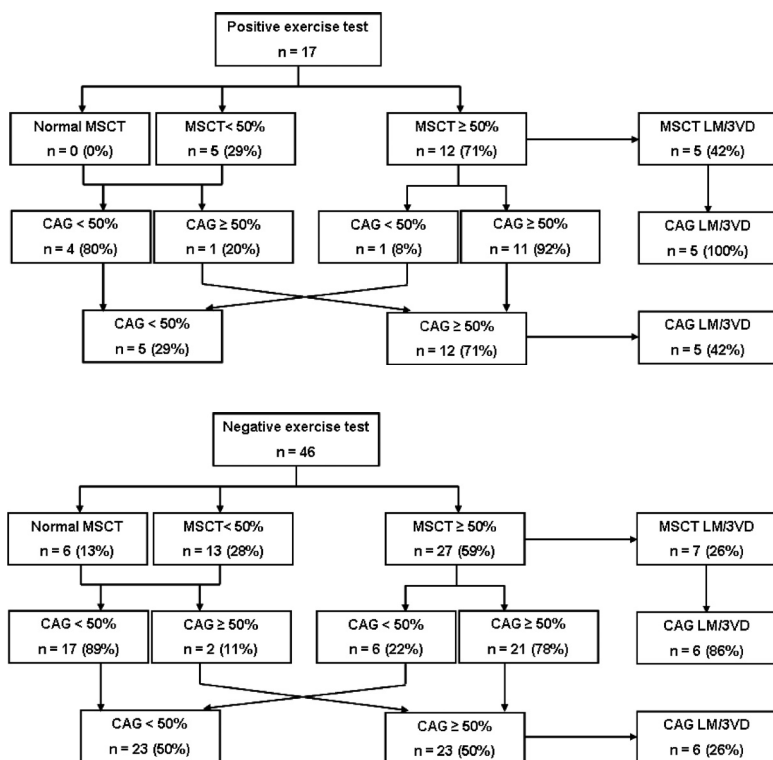 Positive exercise test
n = 17
Normal MSCT
n = 0 (0%)
MSCT< 50%
n = 5 (29%)
MSCT ≥ 50%
n = 12 (71%)
MSCT LM/3VD
n = 5 (42%)
CAG < 50%
n = 4 (80%)
CAG ≥ 50%
n = 1 (20%)
CAG < 50%
n = 1 (8%)
CAG ≥ 50%
n = 11 (92%)
CAG LM/3VD
n = 5 (100%)
CAG < 50%
n = 5 (29%)
CAG ≥ 50%
n = 12 (71%)
CAG LM/3VD
n = 5 (42%)
Negative exercise test
n = 46
Normal MSCT
n = 6 (13%)
MSCT< 50%
n = 13 (28%)
MSCT ≥ 50%
n = 27 (59%)
MSCT LM/3VD
n = 7 (26%)
CAG < 50%
n = 17 (89%)
CAG ≥ 50%
n = 2 (11%)
CAG < 50%
n = 6 (22%)
CAG ≥ 50%
n = 21 (78%)
CAG LM/3VD
n = 6 (86%)
CAG < 50%
n = 23 (50%)
CAG ≥ 50%
n = 23 (50%)
CAG LM/3VD
n = 6 (26%)